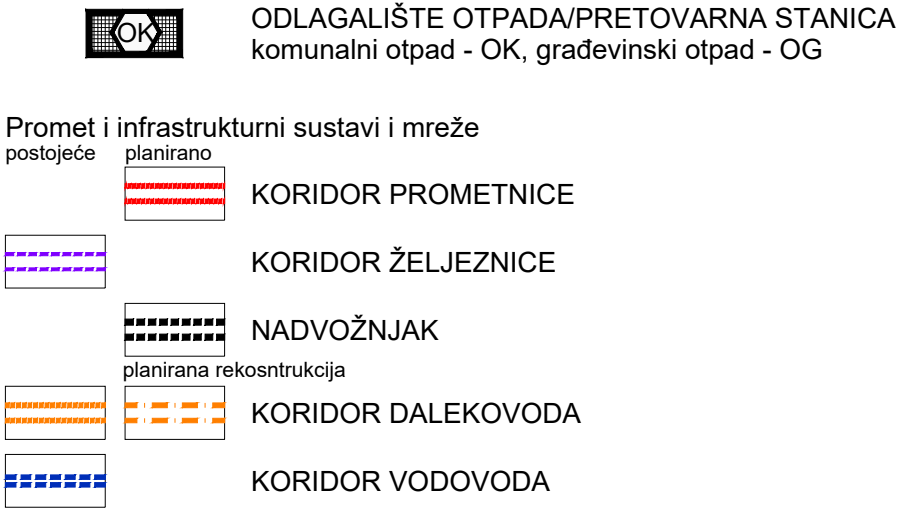 OK
ODLAGALIŠTE OTPADA/PRETOVARNA STANICA
komunalni otpad - OK, građevinski otpad - OG
Promet i infrastrukturni sustavi i mreže
postojeće planirano
KORIDOR PROMETNICE
KORIDOR ŽELJEZNICE
NADVOŽNJAK
planirana rekosntrukcija
KORIDOR DALEKOVODA
KORIDOR VODOVODA